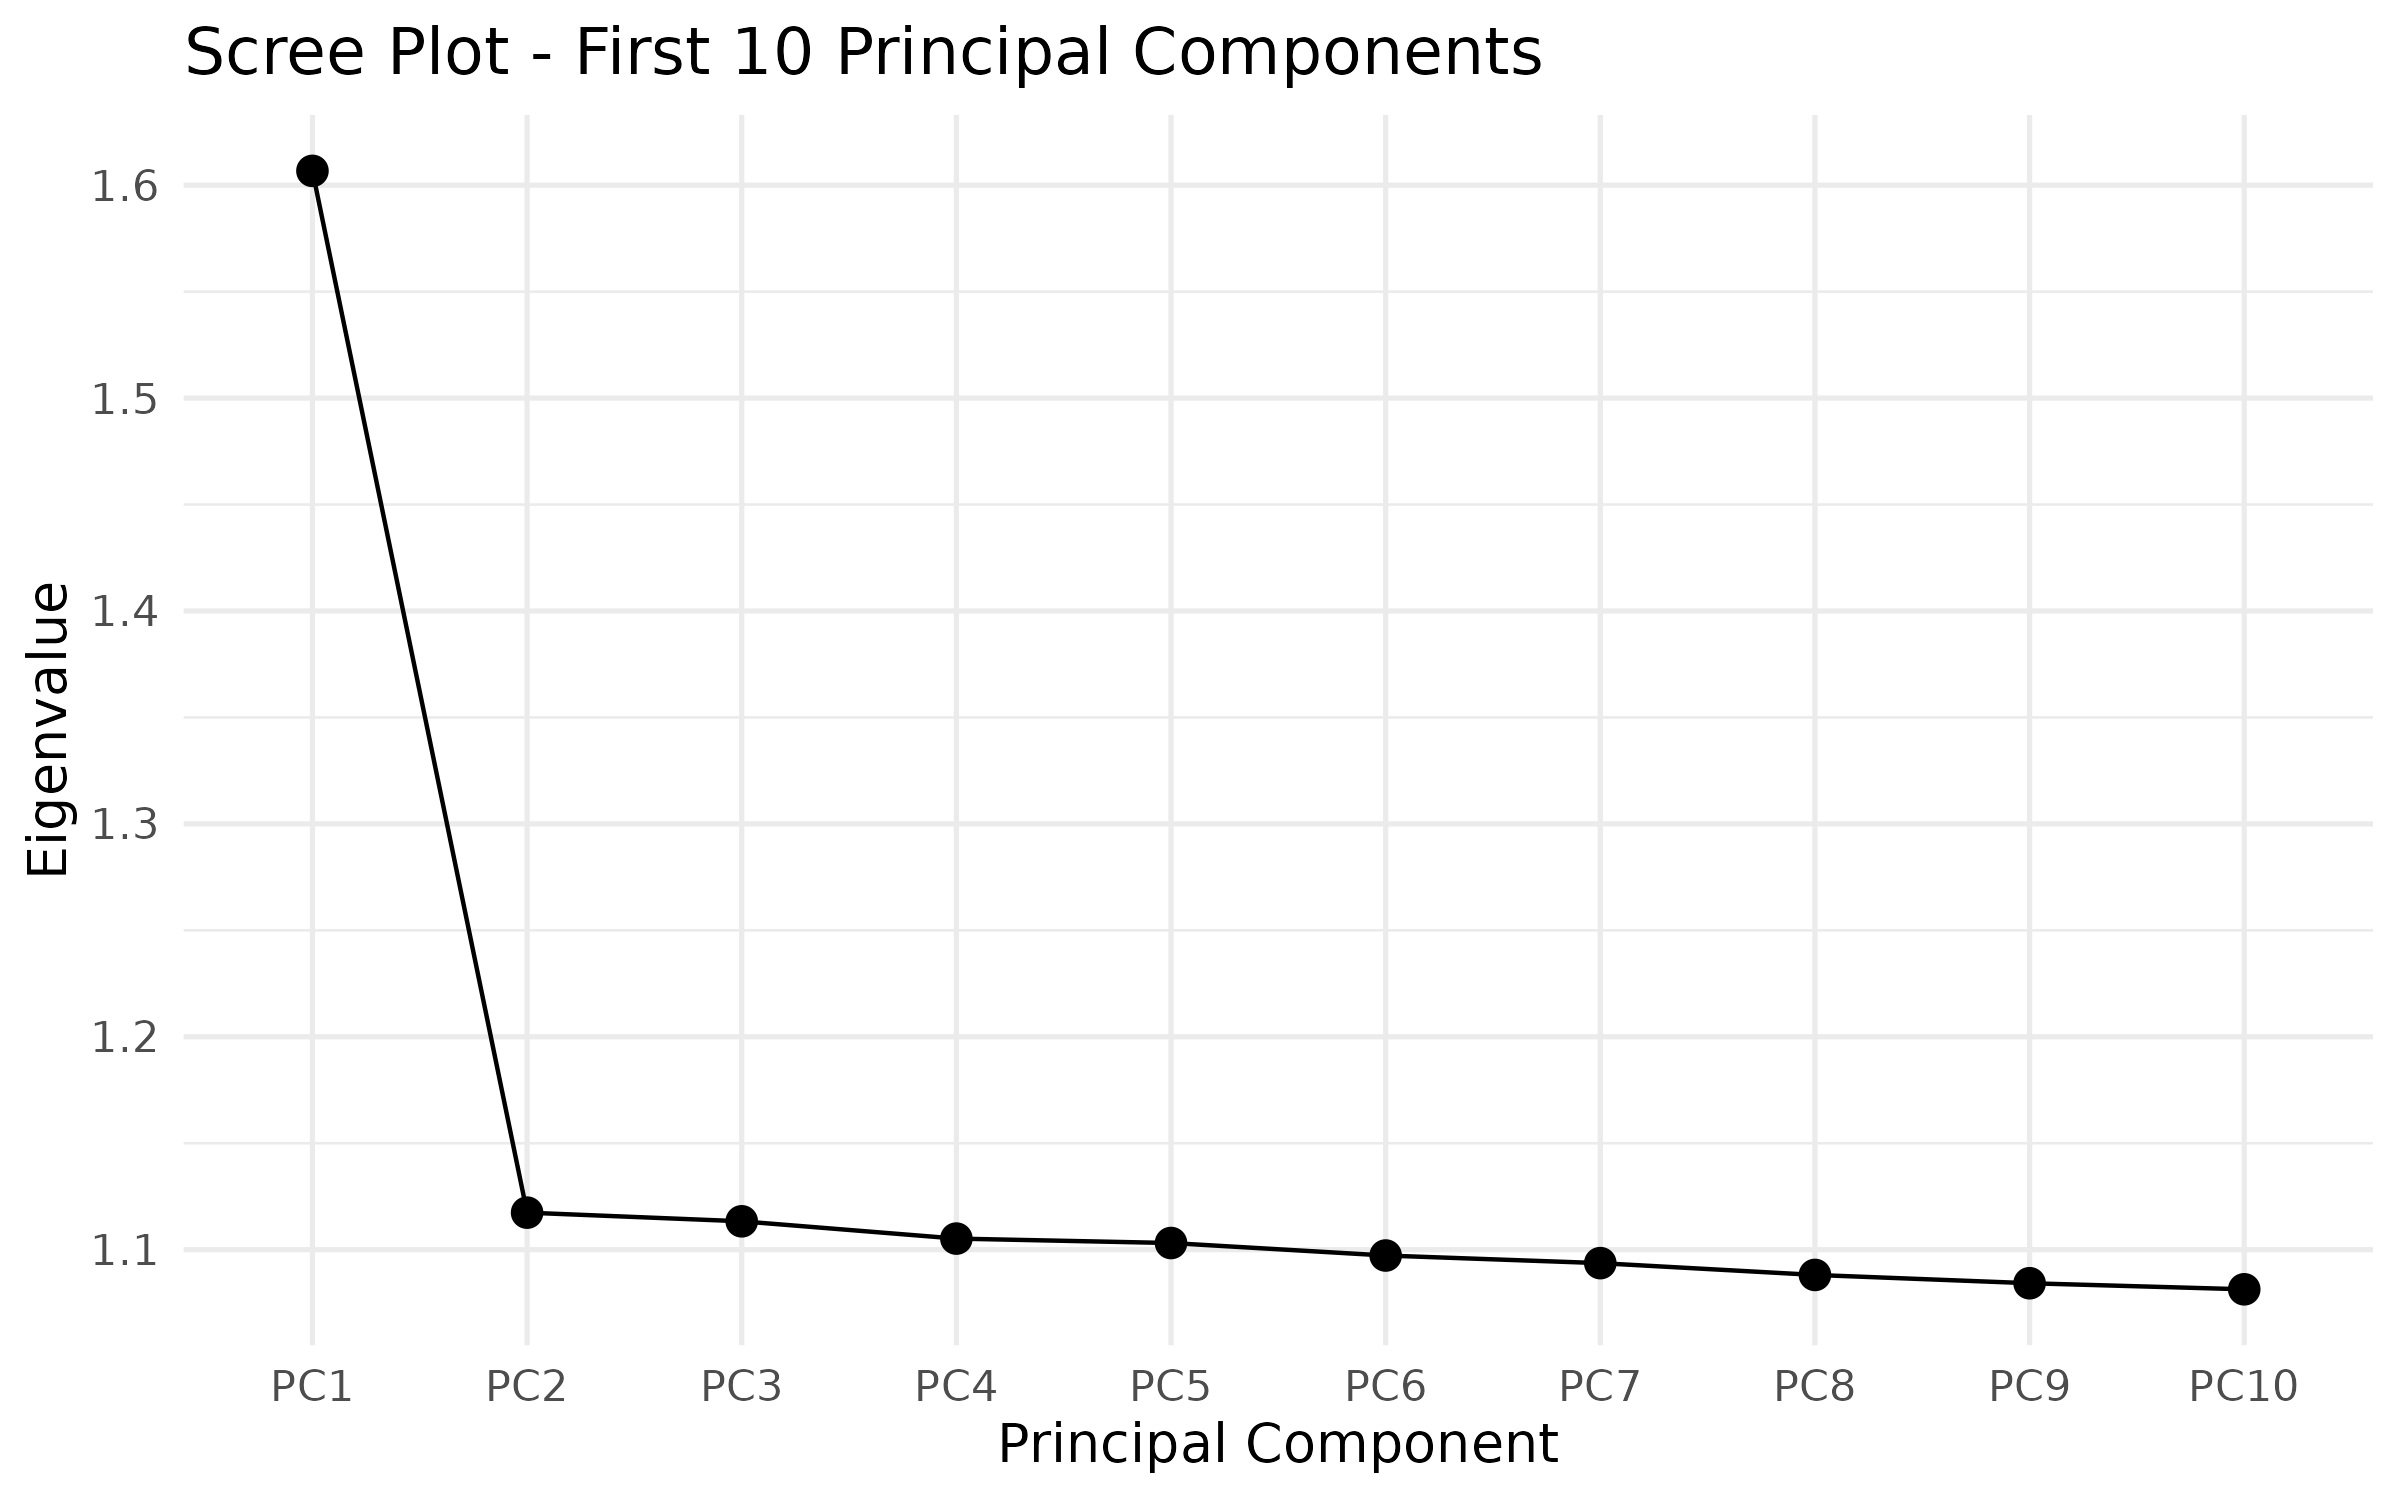 Scree Plot - First 10 Principal Components
Eigenvalue
1.6
1.5
1.4
1.3
1.2
1.1
PC1 PC2 PC3 PC4 PC5 PC6 PC7 PC8 PC9 PC10
Principal Component